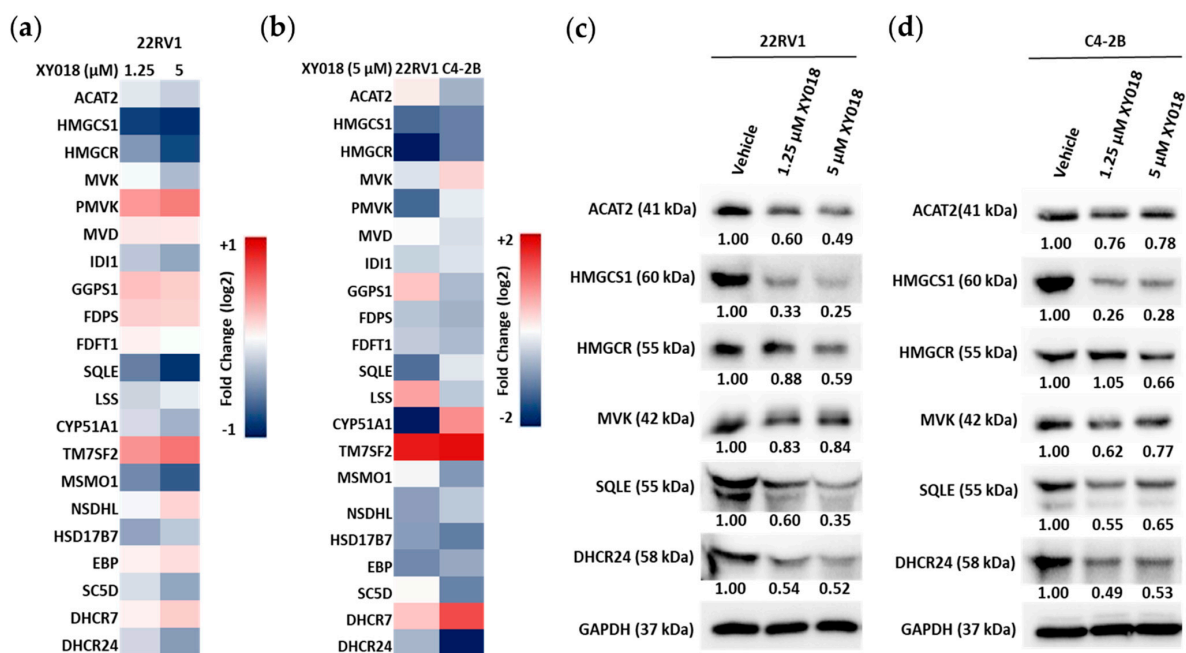 (a)
22RV1
XY018 (µM) 1.25 5
ACAT2
HMGCS1
HMGCR
MVK
PMVK
MVD
IDI1
GGPS1
FDPS
FDFT1
SQLE
LSS
CYP51A1
TM7SF2
MSMO1
NSDHL
HSD17B7
EBP
SC5D
DHCR7
DHCR24
+1
Fold Change (log2)
-1
(b)
XY018 (5 µM) 22RV1 C4-2B
ACAT2
HMGCS1
HMGCR
MVK
PMVK
MVD
IDI1
GGPS1
FDPS
FDFT1
SQLE
LSS
CYP51A1
TM7SF2
MSMO1
NSDHL
HSD17B7
EBP
SC5D
DHCR7
DHCR24
+2
Fold Change (log2)
-2
(c)
22RV1
Vehicle
1.25 µM XY018
5 µM XY018
ACAT2 (41 kDa)
1.00 0.60 0.49
HMGCS1 (60 kDa)
1.00 0.33 0.25
HMGCR (55 kDa)
1.00 0.88 0.59
MVK (42 kDa)
1.00 0.83 0.84
SQLE (55 kDa)
1.00 0.60 0.35
DHCR24 (58 kDa)
1.00 0.54 0.52
GAPDH (37 kDa)
(d)
C4-2B
Vehicle
1.25 µM XY018
5 µM XY018
ACAT2(41 kDa)
1.00 0.76 0.78
HMGCS1 (60 kDa)
1.00 0.26 0.28
HMGCR (55 kDa)
1.00 1.05 0.66
MVK (42 kDa)
1.00 0.62 0.77
SQLE (55 kDa)
1.00 0.55 0.65
DHCR24 (58 kDa)
1.00 0.49 0.53
GAPDH (37 kDa)